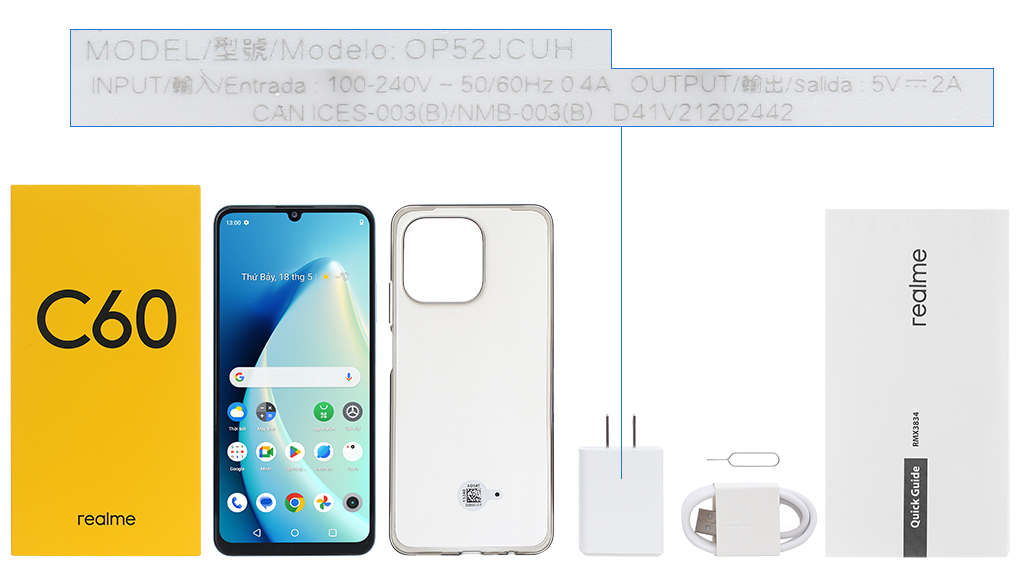 MODEL/型號/Modelo: OP52JCUH
INPUT/輸入/Entrada : 100-240V ~ 50/60Hz 0.4A OUTPUT/輸出/salida : 5V ⎓ 2A
CAN ICES-003(B)/NMB-003(B) D41V21202442
C60
realme
13:00
Thứ Bảy, 18 thg 5
G
Google
realme
RMX3834
Quick Guide